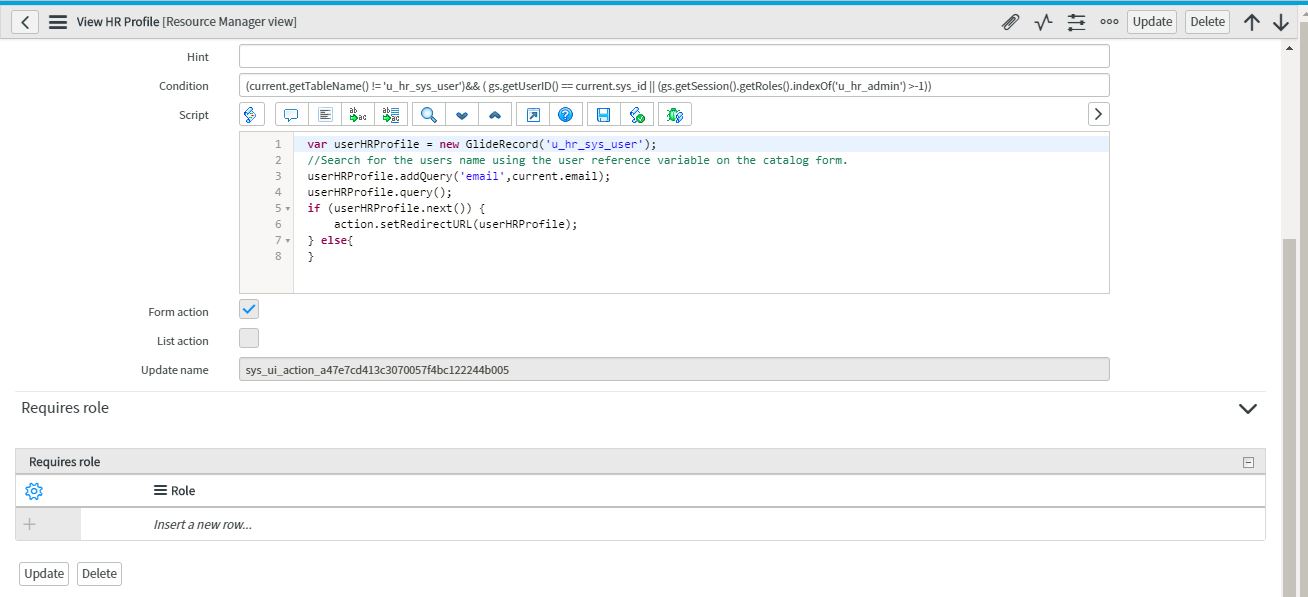 View HR Profile [Resource Manager view]
Update
Delete
Hint
Condition
(current.getTableName() != 'u_hr_sys_user')&& ( gs.getUserID() == current.sys_id || (gs.getSession().getRoles().indexOf('u_hr_admin') >-1))
Script
1 var userHRProfile = new GlideRecord('u_hr_sys_user');
2 //Search for the users name using the user reference variable on the catalog form.
3 userHRProfile.addQuery('email',current.email);
4 userHRProfile.query();
5 if (userHRProfile.next()) {
6 action.setRedirectURL(userHRProfile);
7 } else{
8 }
Form action
List action
Update name
sys_ui_action_a47e7cd413c3070057f4bc122244b005
Requires role
Requires role
Role
Insert a new row...
Update
Delete